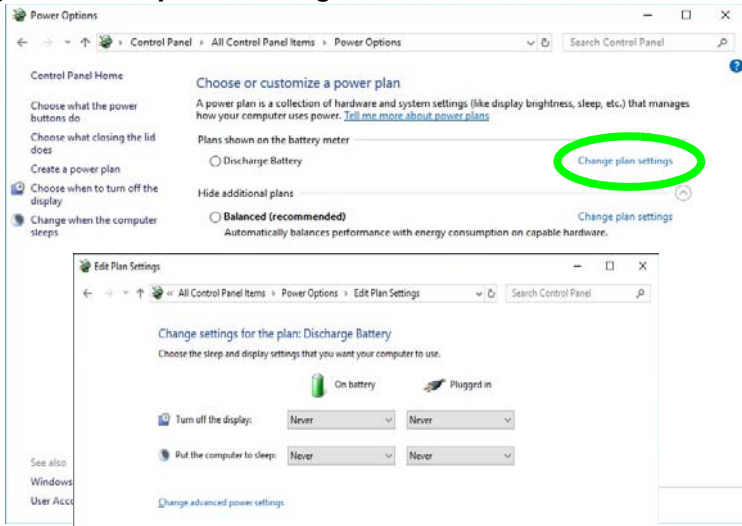 Power Options
Control Panel › All Control Panel Items › Power Options
Search Control Panel
Control Panel Home
Choose what the power
buttons do
Choose what closing the lid
does
Create a power plan
Choose when to turn off the
display
Change when the computer
sleeps
Choose or customize a power plan
A power plan is a collection of hardware and system settings (like display brightness, sleep, etc.) that manages
how your computer uses power. Tell me more about power plans
Plans shown on the battery meter
Discharge Battery
Change plan settings
Hide additional plans
Balanced (recommended)
Change plan settings
Automatically balances performance with energy consumption on capable hardware.
See also
Windows
User Acc
Edit Plan Settings
« All Control Panel Items › Power Options › Edit Plan Settings
Search Control Panel
Change settings for the plan: Discharge Battery
Choose the sleep and display settings that you want your computer to use.
On battery
Plugged in
Turn off the display:
Never
Never
Put the computer to sleep:
Never
Never
Change advanced power settings